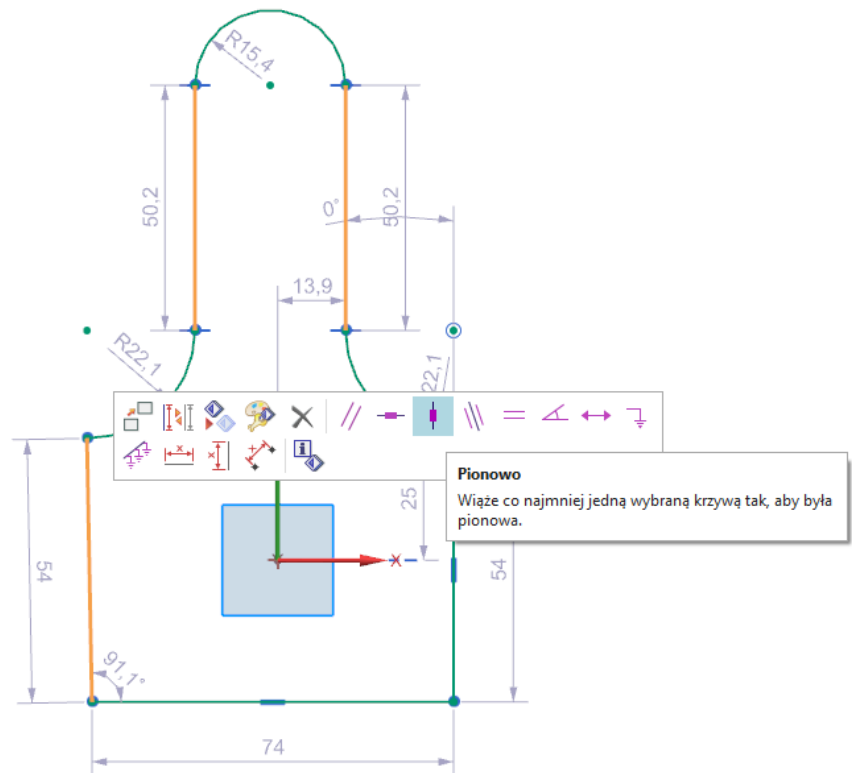 R15,4
50,2
0°
50,2
13,9
R22,1
22,1
Pionowo
Wiąże co najmniej jedną wybraną krzywą tak, aby była
pionowa.
25
54
54
91,1°
74